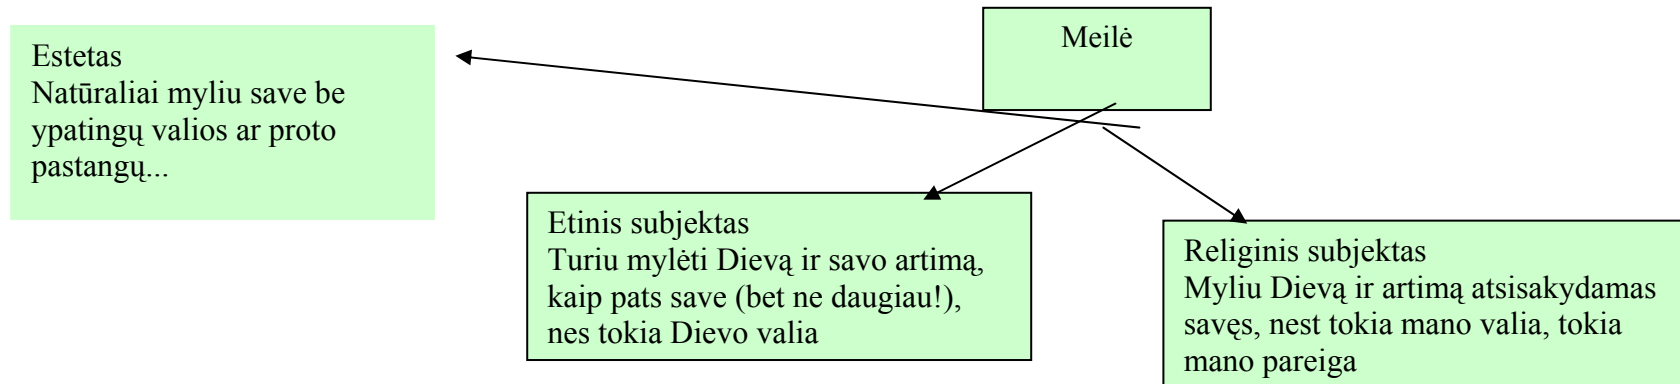 Meilė
Estetas
Natūraliai myliu save be
ypatingų valios ar proto
pastangų...
Etinis subjektas
Turiu mylėti Dievą ir savo artimą,
kaip pats save (bet ne daugiau!),
nes tokia Dievo valia
Religinis subjektas
Myliu Dievą ir artimą atsisakydamas
savęs, nest tokia mano valia, tokia
mano pareiga